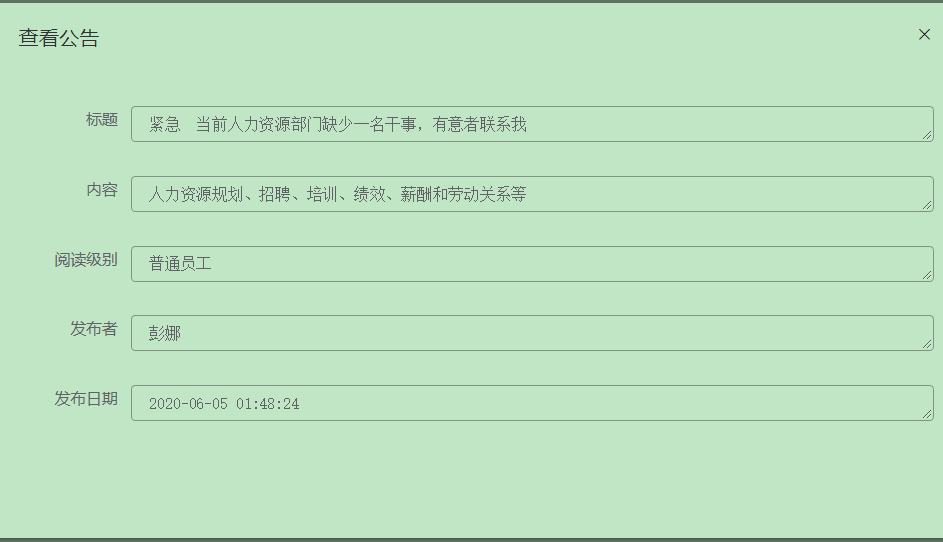 查看公告
×
标题 紧急　当前人力资源部门缺少一名干事，有意者联系我
内容 人力资源规划、招聘、培训、绩效、薪酬和劳动关系等
阅读级别 普通员工
发布者 彭娜
发布日期 2020-06-05 01:48:24